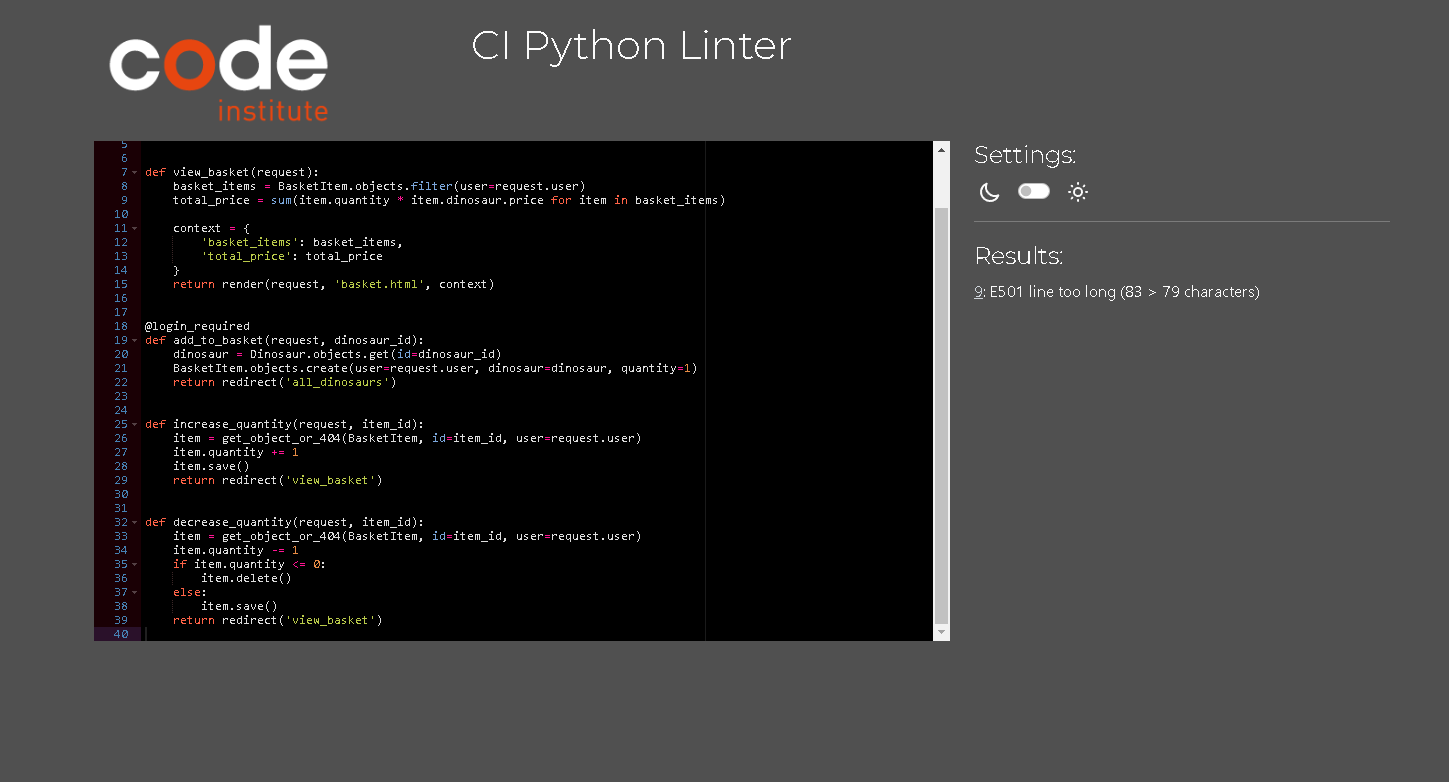 code
institute
CI Python Linter
5
6
7 def view_basket(request):
8     basket_items = BasketItem.objects.filter(user=request.user)
9     total_price = sum(item.quantity * item.dinosaur.price for item in basket_items)
10
11     context = {
12         'basket_items': basket_items,
13         'total_price': total_price
14     }
15     return render(request, 'basket.html', context)
16
17
18 @login_required
19 def add_to_basket(request, dinosaur_id):
20     dinosaur = Dinosaur.objects.get(id=dinosaur_id)
21     BasketItem.objects.create(user=request.user, dinosaur=dinosaur, quantity=1)
22     return redirect('all_dinosaurs')
23
24
25 def increase_quantity(request, item_id):
26     item = get_object_or_404(BasketItem, id=item_id, user=request.user)
27     item.quantity += 1
28     item.save()
29     return redirect('view_basket')
30
31
32 def decrease_quantity(request, item_id):
33     item = get_object_or_404(BasketItem, id=item_id, user=request.user)
34     item.quantity -= 1
35     if item.quantity <= 0:
36         item.delete()
37     else:
38         item.save()
39     return redirect('view_basket')
40
Settings:
Results:
9: E501 line too long (83 > 79 characters)